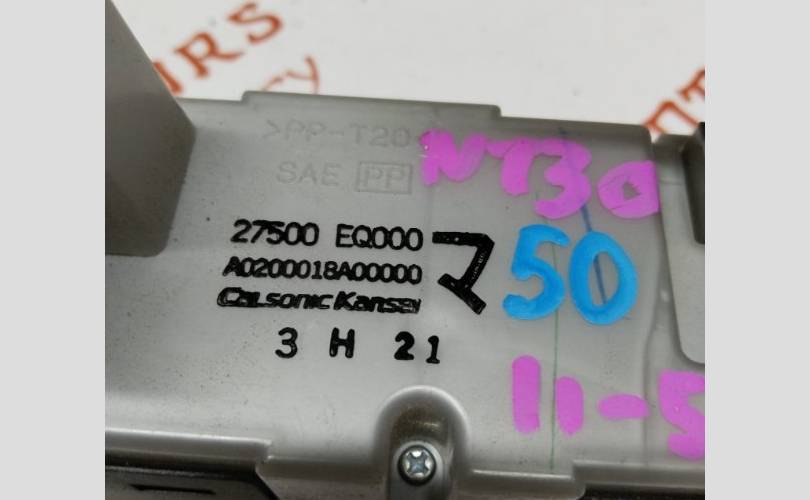 >PP-T20
SAE PP
NT30
27500 EQ000
A0200018A00000
Calsonic Kansei
50
3 H 21
11-5